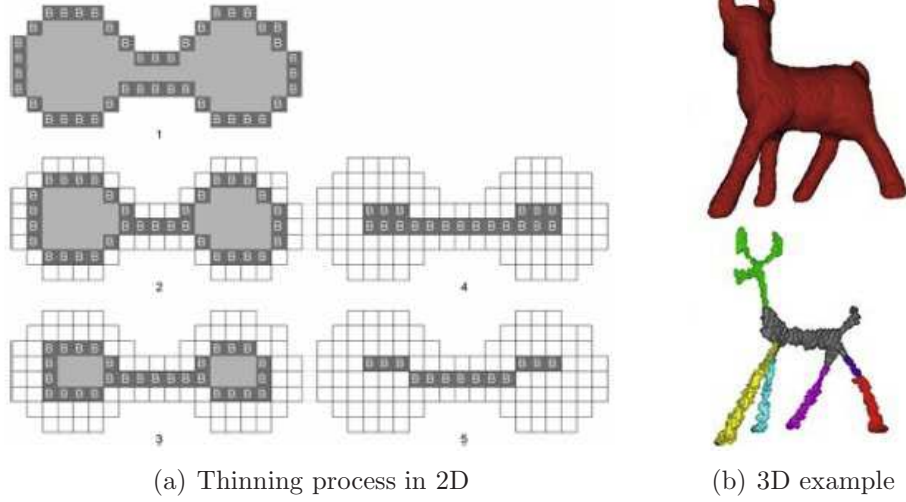 B B B B B B B B
B B B
B B B B B
B B B B B B B B
1
B B B B B B B B
B B B B B B B B
2
B B B B B B
B B B B B B B B B B B B B
4
B B B B B B B B
3
B B B B B B
B B B B B B B
5
(a) Thinning process in 2D
(b) 3D example